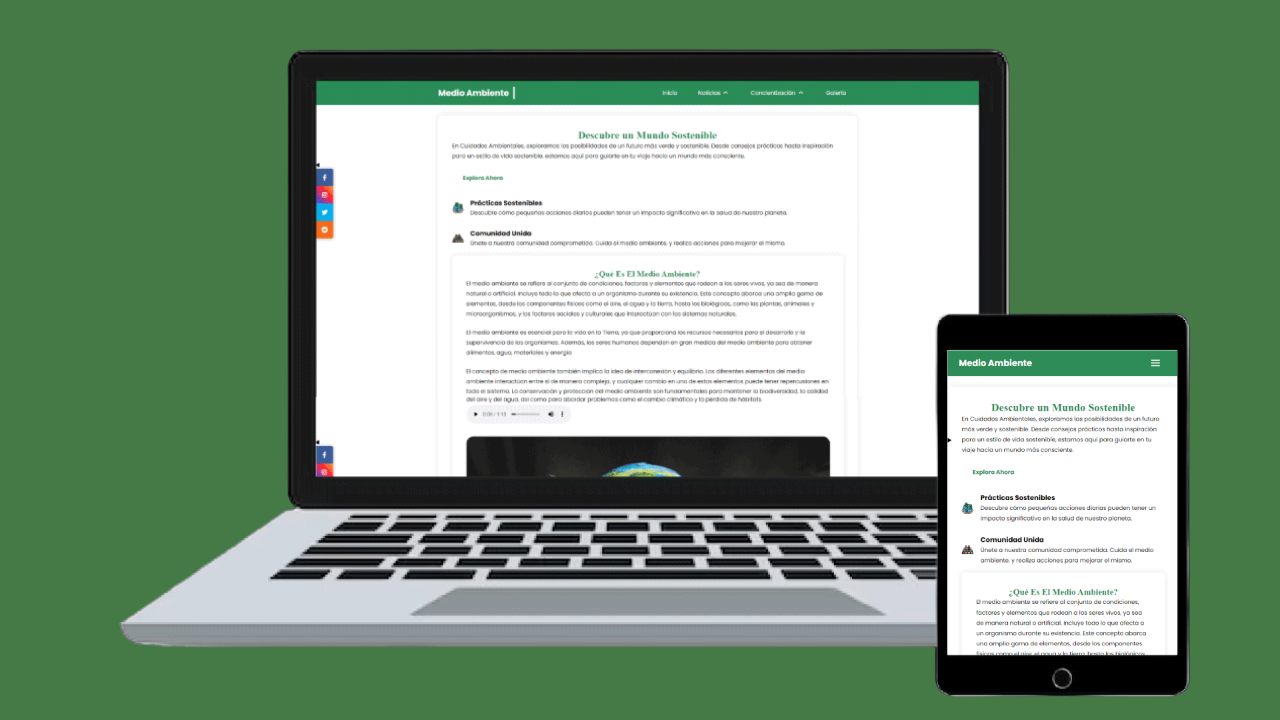 Medio Ambiente
Inicio Noticias Concientización Galería
Descubre un Mundo Sostenible
En Cuidados Ambientales, exploramos las posibilidades de un futuro más verde y sostenible. Desde consejos prácticos hasta inspiración
para un estilo de vida sostenible, estamos aquí para guiarte en tu viaje hacia un mundo más consciente.
Explora Ahora
Prácticas Sostenibles
Descubre cómo pequeñas acciones diarias pueden tener un impacto significativo en la salud de nuestro planeta.
Comunidad Unida
Únete a nuestra comunidad comprometida. Cuida el medio ambiente, y realiza acciones para mejorar el mismo.
¿Qué Es El Medio Ambiente?
El medio ambiente se refiere al conjunto de condiciones, factores y elementos que rodean a los seres vivos, ya sea de manera
natural o artificial. Incluye todo lo que afecta a un organismo durante su existencia. Este concepto abarca una amplia gama de
elementos, desde los componentes físicos como el aire, el agua y la tierra, hasta los biológicos, como las plantas, animales y
microorganismos, y los factores sociales y culturales que interactúan con los sistemas naturales.
El medio ambiente es esencial para la vida en la Tierra, ya que proporciona los recursos necesarios para el desarrollo y la
supervivencia de los organismos. Además, los seres humanos dependen en gran medida del medio ambiente para obtener
alimentos, agua, materiales y energía
El concepto de medio ambiente también implica la idea de interconexión y equilibrio. Los diferentes elementos del medio
ambiente interactúan entre sí de manera compleja, y cualquier cambio en uno de estos elementos puede tener repercusiones en
todo el sistema. La conservación y protección del medio ambiente son fundamentales para mantener la biodiversidad, la calidad
del aire y del agua, así como para abordar problemas como el cambio climático y la pérdida de hábitats.
Medio Ambiente
Descubre un Mundo Sostenible
En Cuidados Ambientales, exploramos las posibilidades de un futuro
más verde y sostenible. Desde consejos prácticos hasta inspiración
para un estilo de vida sostenible, estamos aquí para guiarte en tu
viaje hacia un mundo más consciente.
Explora Ahora
Prácticas Sostenibles
Descubre cómo pequeñas acciones diarias pueden tener un
impacto significativo en la salud de nuestro planeta.
Comunidad Unida
Únete a nuestra comunidad comprometida. Cuida el medio
ambiente, y realiza acciones para mejorar el mismo.
¿Qué Es El Medio Ambiente?
El medio ambiente se refiere al conjunto de condiciones,
factores y elementos que rodean a los seres vivos, ya sea
de manera natural o artificial. Incluye todo lo que afecta a
un organismo durante su existencia. Este concepto abarca
una amplia gama de elementos, desde los componentes
físicos como el aire, el agua y la tierra, hasta los biológicos,